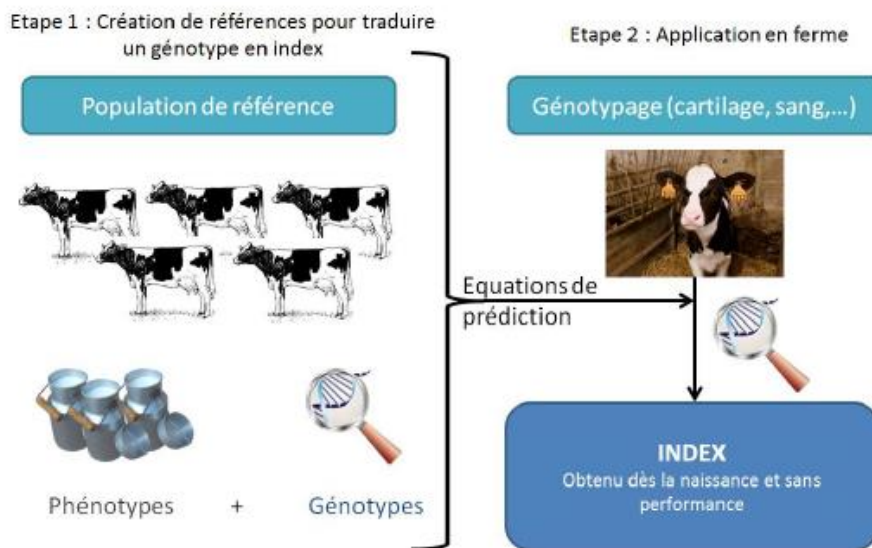 Etape 1 : Création de références pour traduire
un génotype en index
Population de référence
Phénotypes + Génotypes
Equations de
prédiction
Etape 2 : Application en ferme
Génotypage (cartilage, sang,...)
INDEX
Obtenu dès la naissance et sans
performance